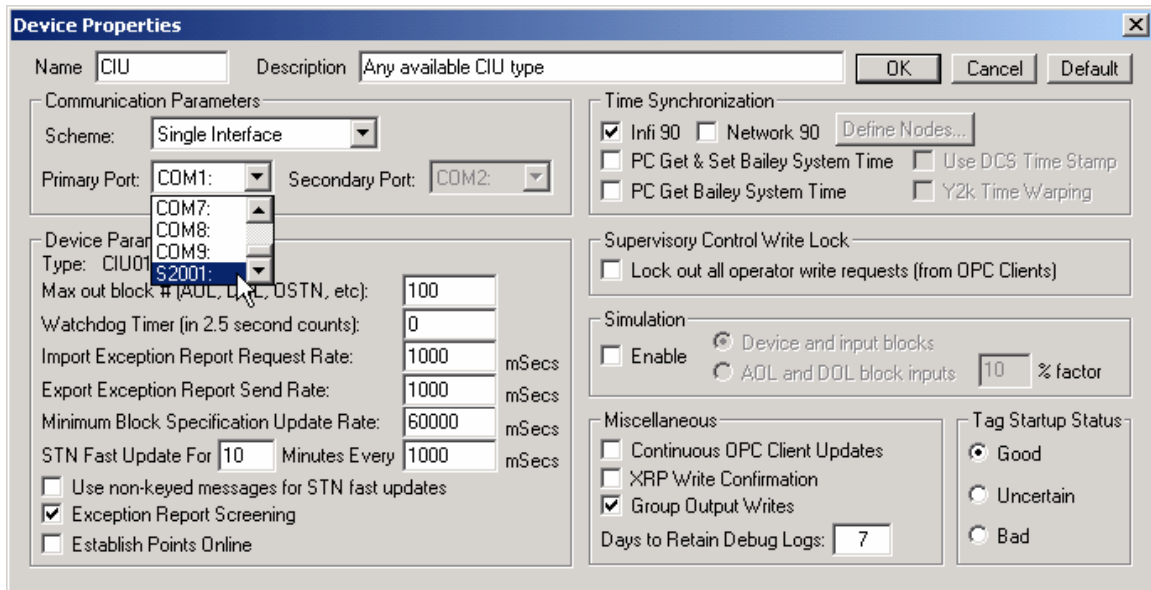 Device Properties
Name CIU Description Any available CIU type OK Cancel Default
Communication Parameters
Scheme: Single Interface
Primary Port: COM1: Secondary Port: COM2:
COM7:
COM8:
COM9:
S2001:
Device Para
Type: CIU01
Max out block # (AOL, D L, OSTN, etc): 100
Watchdog Timer (in 2.5 second counts): 0
Import Exception Report Request Rate: 1000 mSecs
Export Exception Report Send Rate: 1000 mSecs
Minimum Block Specification Update Rate: 60000 mSecs
STN Fast Update For 10 Minutes Every 1000 mSecs
Use non-keyed messages for STN fast updates
Exception Report Screening
Establish Points Online
Time Synchronization
Infi 90 Network 90 Define Nodes...
PC Get & Set Bailey System Time Use DCS Time Stamp
PC Get Bailey System Time Y2k Time Warping
Supervisory Control Write Lock
Lock out all operator write requests (from OPC Clients)
Simulation
Enable Device and input blocks
AOL and DOL block inputs 10 % factor
Miscellaneous
Continuous OPC Client Updates
XRP Write Confirmation
Group Output Writes
Days to Retain Debug Logs: 7
Tag Startup Status
Good
Uncertain
Bad